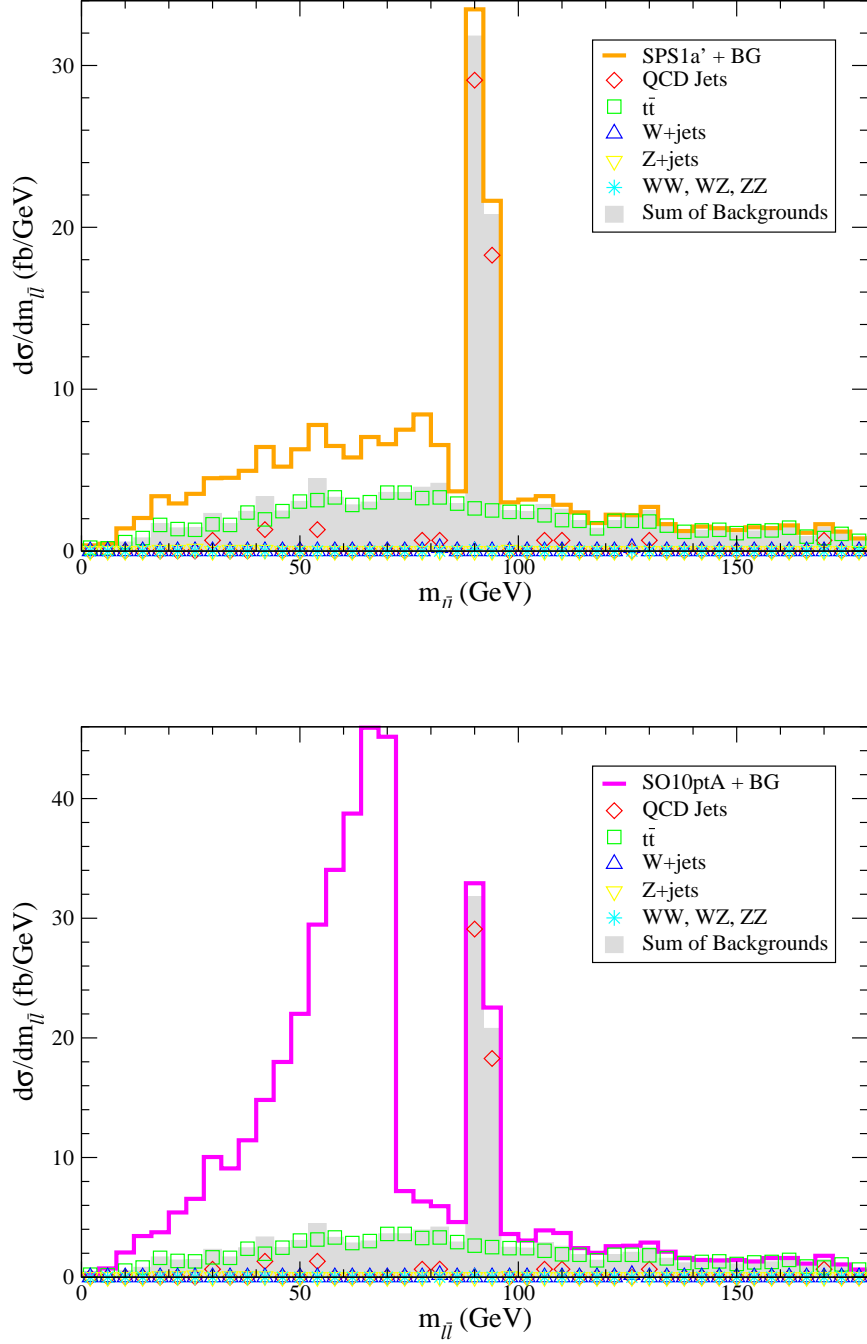 30
20
10
0
dσ/dm_{ll̄} (fb/GeV)
SPS1a' + BG
QCD Jets
tt̄
W+jets
Z+jets
WW, WZ, ZZ
Sum of Backgrounds
0 50 100 150
m_{ll̄} (GeV)
40
30
20
10
0
dσ/dm_{ll̄} (fb/GeV)
SO10ptA + BG
QCD Jets
tt̄
W+jets
Z+jets
WW, WZ, ZZ
Sum of Backgrounds
0 50 100 150
m_{ll̄} (GeV)